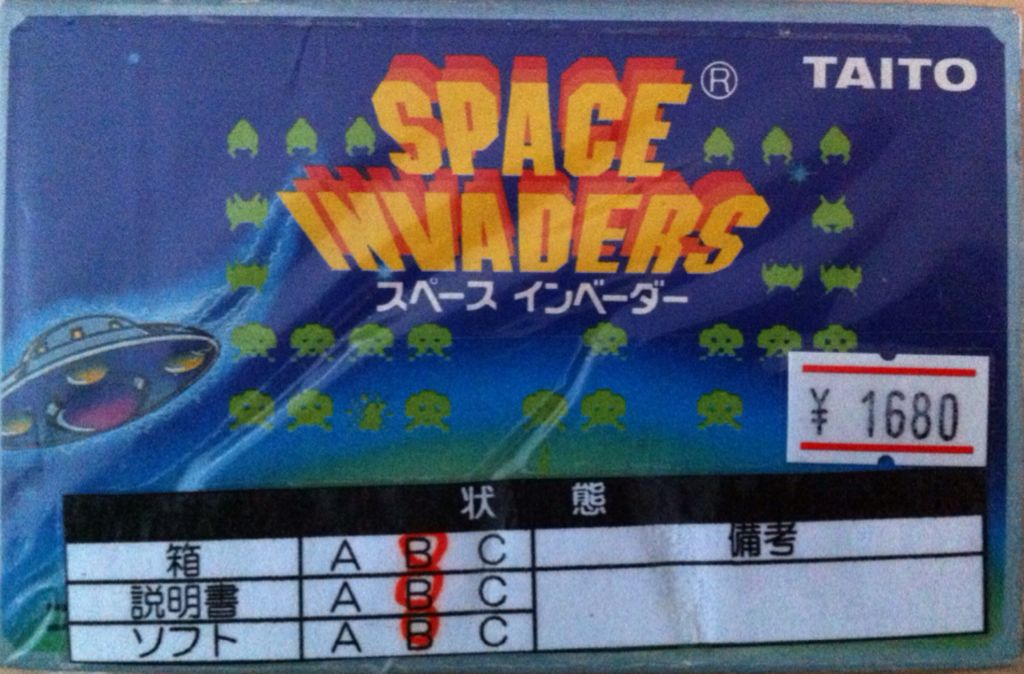 TAITO
SPACE ®
INVADERS
スペース インベーダー
¥ 1680
状 態
箱 A B C 備考
説明書 A B C
ソフト A B C